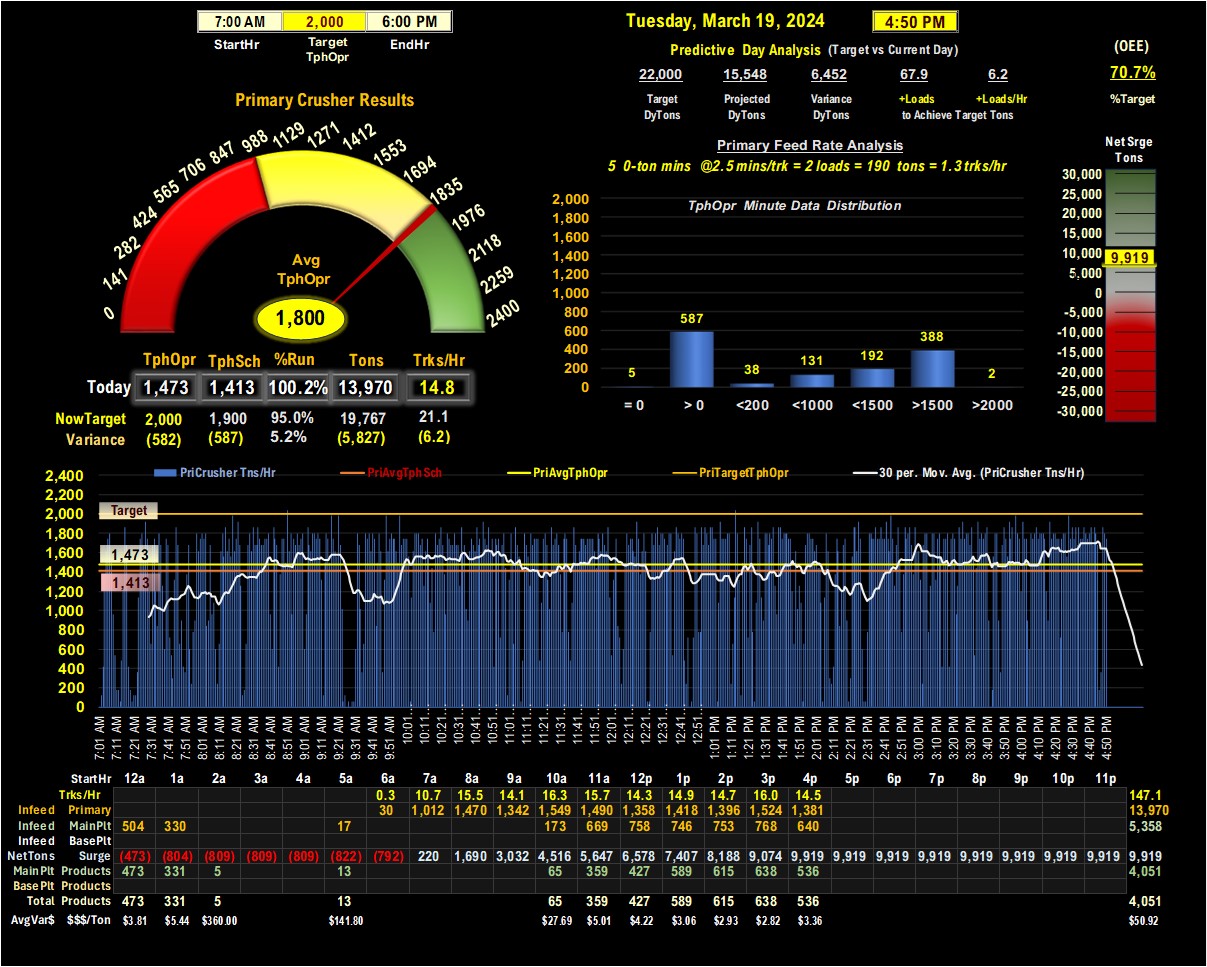 7:00 AM 2,000 6:00 PM
StartHr Target TphOpr EndHr
Tuesday, March 19, 2024 4:50 PM
Predictive Day Analysis (Target vs Current Day)
22,000 15,548 6,452 67.9 6.2
Target DyTons Projected DyTons Variance DyTons +Loads +Loads/Hr
to Achieve Target Tons
(OEE)
70.7%
%Target
Primary Crusher Results
0 141 282 424 565 706 847 988 1129 1271 1412 1553 1694 1835 1976 2118 2259 2400
Avg
TphOpr
1,800
TphOpr TphSch %Run Tons Trks/Hr
Today 1,473 1,413 100.2% 13,970 14.8
NowTarget 2,000 1,900 95.0% 19,767 21.1
Variance (582) (587) 5.2% (5,827) (6.2)
Primary Feed Rate Analysis
5 0-ton mins @2.5 mins/trk = 2 loads = 190 tons = 1.3 trks/hr
TphOpr Minute Data Distribution
2,000
1,800
1,600
1,400
1,200
1,000
800
600
400
200
0
5 587 38 131 192 388 2
= 0 > 0 <200 <1000 <1500 >1500 >2000
Net Srge
Tons
30,000
25,000
20,000
15,000
10,000
9,919
5,000
0
-5,000
-10,000
-15,000
-20,000
-25,000
-30,000
PriCrusher Tns/Hr PriAvgTphSch PriAvgTphOpr PriTargetTphOpr 30 per. Mov. Avg. (PriCrusher Tns/Hr)
2,400
2,200
2,000
1,800
1,600
1,400
1,200
1,000
800
600
400
200
0
Target
1,473
1,413
7:01 AM 7:11 AM 7:21 AM 7:31 AM 7:41 AM 7:51 AM 8:01 AM 8:11 AM 8:21 AM 8:31 AM 8:41 AM 8:51 AM 9:01 AM 9:11 AM 9:21 AM 9:31 AM 9:41 AM 9:51 AM 10:01... 10:11... 10:21... 10:31... 10:41... 10:51... 11:01... 11:11... 11:21... 11:31... 11:41... 11:51... 12:01... 12:11... 12:21... 12:31... 12:41... 12:51... 1:01 PM 1:11 PM 1:21 PM 1:31 PM 1:41 PM 1:51 PM 2:01 PM 2:11 PM 2:21 PM 2:31 PM 2:41 PM 2:51 PM 3:00 PM 3:10 PM 3:20 PM 3:30 PM 3:40 PM 3:50 PM 4:00 PM 4:10 PM 4:20 PM 4:30 PM 4:40 PM 4:50 PM
StartHr 12a 1a 2a 3a 4a 5a 6a 7a 8a 9a 10a 11a 12p 1p 2p 3p 4p 5p 6p 7p 8p 9p 10p 11p
Trks/Hr 0.3 10.7 15.5 14.1 16.3 15.7 14.3 14.9 14.7 16.0 14.5 147.1
Infeed Primary 30 1,012 1,470 1,342 1,549 1,490 1,358 1,418 1,396 1,524 1,381 13,970
Infeed MainPlt 504 330 17 173 669 758 746 753 768 640 5,358
Infeed BasePlt
NetTons Surge (473) (804) (809) (809) (809) (822) (792) 220 1,690 3,032 4,516 5,647 6,578 7,407 8,188 9,074 9,919 9,919 9,919 9,919 9,919 9,919 9,919 9,919 9,919
MainPlt Products 473 331 5 13 65 359 427 589 615 638 536 4,051
BasePlt Products
Total Products 473 331 5 13 65 359 427 589 615 638 536 4,051
AvgVar$ $$$/Ton $3.81 $5.44 $360.00 $141.80 $27.69 $5.01 $4.22 $3.06 $2.93 $2.82 $3.36 $50.92